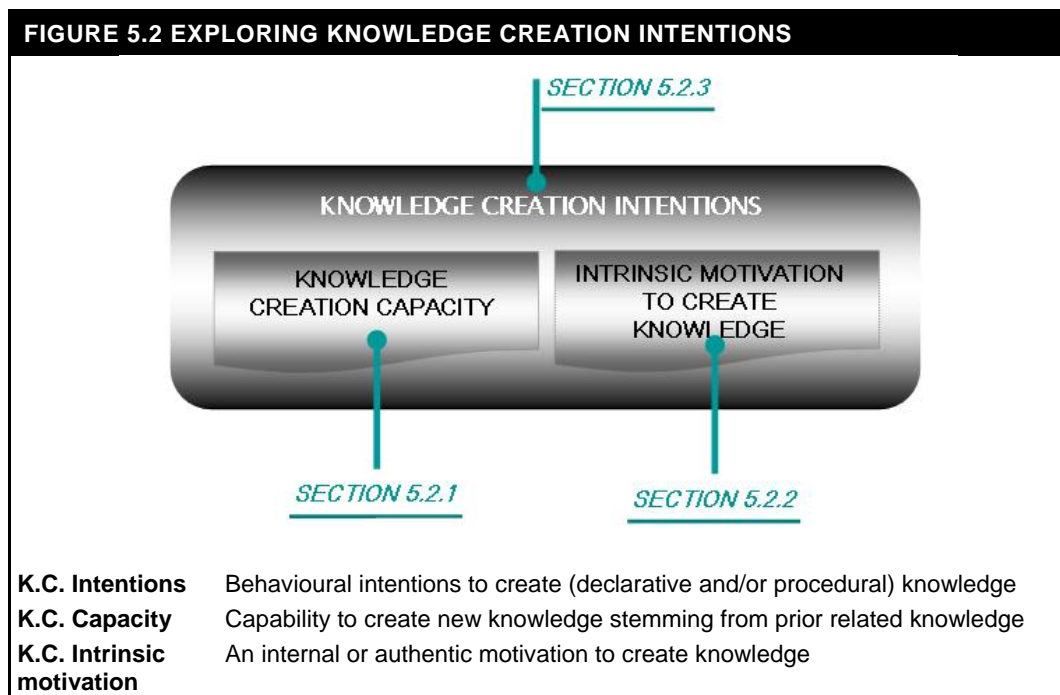 FIGURE 5.2 EXPLORING KNOWLEDGE CREATION INTENTIONS
SECTION 5.2.3
KNOWLEDGE CREATION INTENTIONS
KNOWLEDGE
CREATION CAPACITY
INTRINSIC MOTIVATION
TO CREATE
KNOWLEDGE
SECTION 5.2.1
SECTION 5.2.2
K.C. Intentions Behavioural intentions to create (declarative and/or procedural) knowledge
K.C. Capacity Capability to create new knowledge stemming from prior related knowledge
K.C. Intrinsic An internal or authentic motivation to create knowledge
motivation